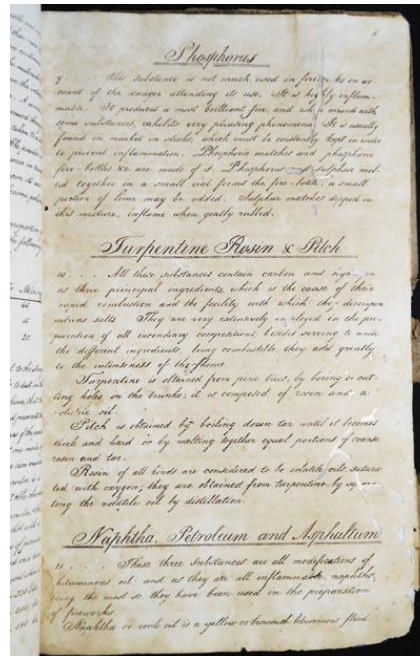 Phosphorus
9 . . . This substance is not much used in fireworks on ac-
count of the danger attending its use. It is highly inflam-
mable. It produces a most brilliant fire, and when mixed with
some substances, exhibits very pleasing phenomena. It is usually
found in market in sticks, which must be constantly kept in water
to prevent inflammation. Phosphoric matches and phosphoric
fire-bottles &c are made of it. Phosphorus and sulphur mel-
ted together in a small vial forms the fire-bottle, a small
portion of lime may be added. Sulphur matches dipped in
this mixture, inflame when gently rubbed.
Turpentine Rosin & Pitch
10 . . . All these substances contain carbon and
as their principal ingredients, which is the cause of their
rapid combustion and the facility with which they decompose
salts. They are very extensively employed in the pre-
paration of all incendiary compositions, besides serving to unite
the different ingredients, being combustible, they add greatly
to the intenseness of the flame.
Turpentine is obtained from pine trees, by boring or cut-
ting holes in the trunks; it is composed of rosin and a
volatile oil.
Pitch is obtained by boiling down tar until it becomes
thick and hard or by melting together equal portions of coarse
rosin and tar.
Rosin of all kinds are considered to be volatile oils satura-
ted with oxygen; they are obtained from turpentine, by
the volatile oil by distillation.
Naphtha, Petroleum and Asphaltum
11 . . . These three substances are all modifications of
bituminous oil and as they are all inflammable, naphtha,
being the most so, they have been used in the preparation
of fireworks.
Naphtha or rock oil is a yellow or brownish bituminous fluid